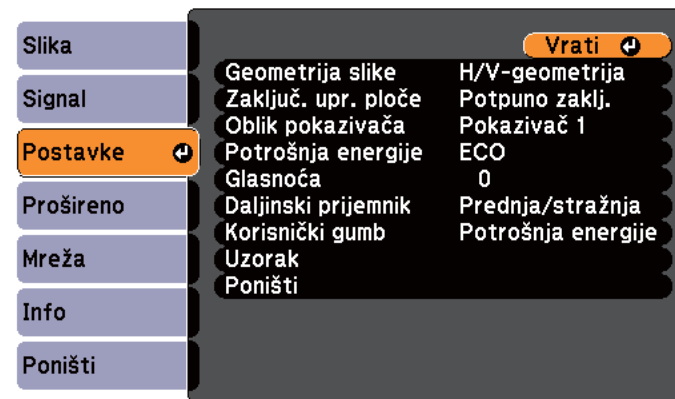 Slika
Signal
Postavke
Prošireno
Mreža
Info
Poništi
Vrati
Geometrija slike H/V-geometrija
Zaključ. upr. ploče Potpuno zaklj.
Oblik pokazivača Pokazivač 1
Potrošnja energije ECO
Glasnoća 0
Daljinski prijemnik Prednja/stražnja
Korisnički gumb Potrošnja energije
Uzorak
Poništi